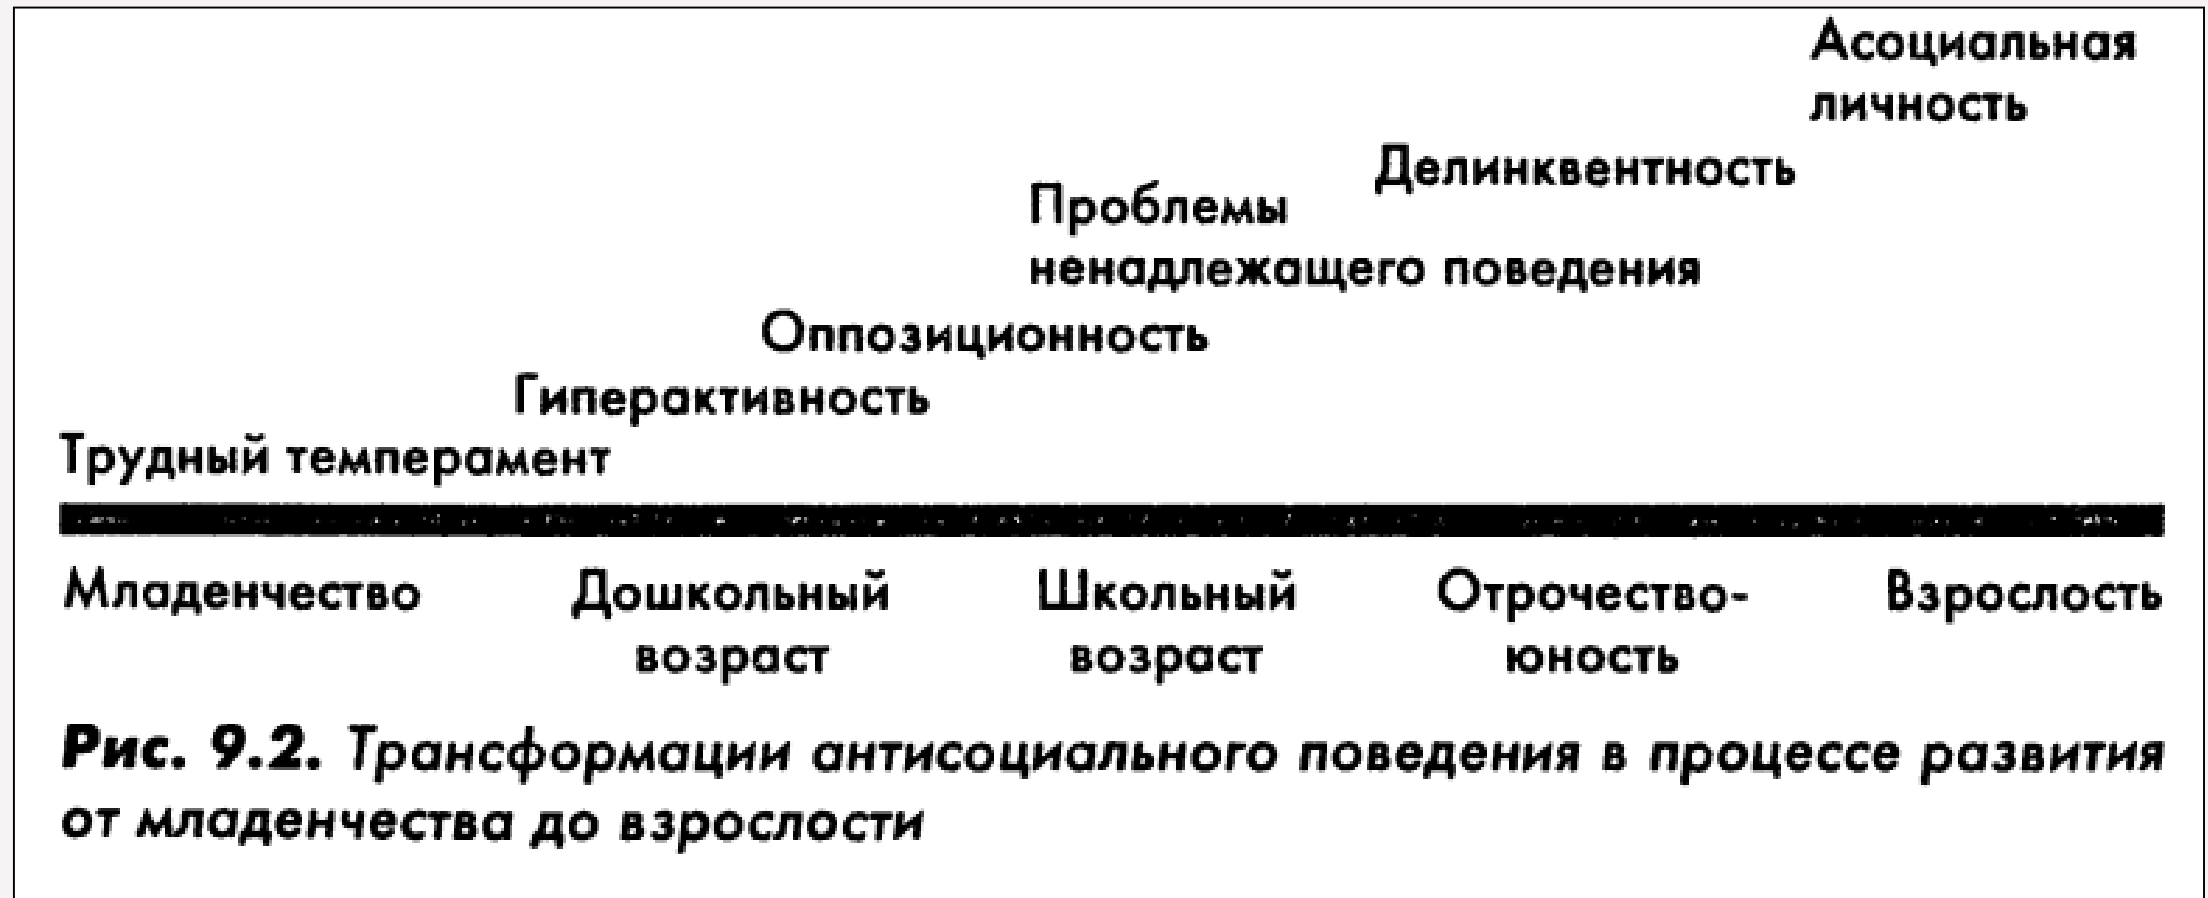 Асоциальная
личность
Делинквентность
Проблемы
ненадлежащего поведения
Оппозиционность
Гиперактивность
Трудный темперамент
Младенчество
Дошкольный
возраст
Школьный
возраст
Отрочество-
юность
Взрослость
Рис. 9.2. Трансформации антисоциального поведения в процессе развития
от младенчества до взрослости